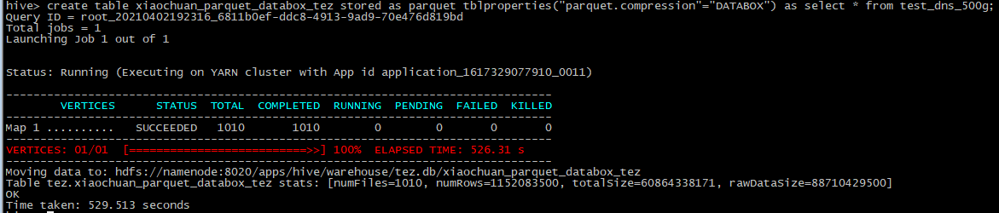 hive> create table xiaochuan_parquet_databox_tez stored as parquet tblproperties("parquet.compression"="DATABOX") as select * from test_dns_500g;
Query ID = root_20210402192316_6811b0ef-ddc8-4913-9ad9-70e476d819bd
Total jobs = 1
Launching Job 1 out of 1
Status: Running (Executing on YARN cluster with App id application_1617329077910_0011)
--------------------------------------------------------------------------------
VERTICES STATUS TOTAL COMPLETED RUNNING PENDING FAILED KILLED
--------------------------------------------------------------------------------
Map 1 .......... SUCCEEDED 1010 1010 0 0 0 0
--------------------------------------------------------------------------------
VERTICES: 01/01 [==========================>>] 100% ELAPSED TIME: 526.31 s
--------------------------------------------------------------------------------
Moving data to: hdfs://namenode:8020/apps/hive/warehouse/tez.db/xiaochuan_parquet_databox_tez
Table tez.xiaochuan_parquet_databox_tez stats: [numFiles=1010, numRows=1152083500, totalSize=60864338171, rawDataSize=88710429500]
OK
Time taken: 529.513 seconds